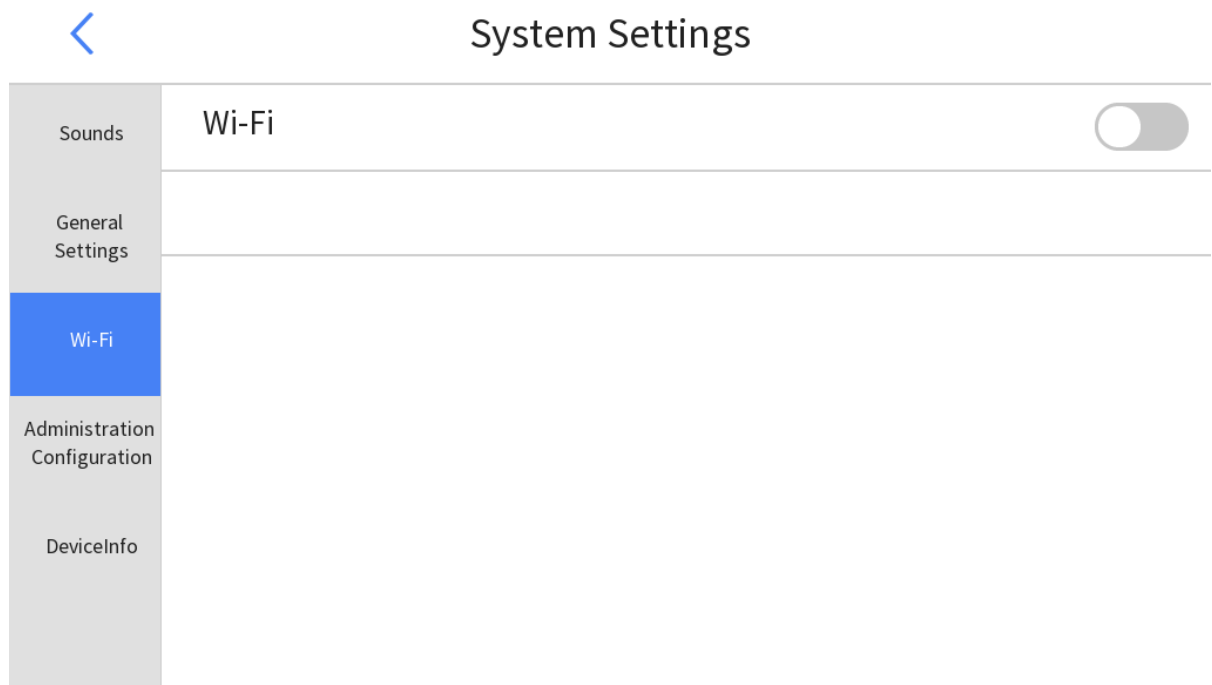 System Settings
Sounds
Wi-Fi
General
Settings
Wi-Fi
Administration
Configuration
DeviceInfo